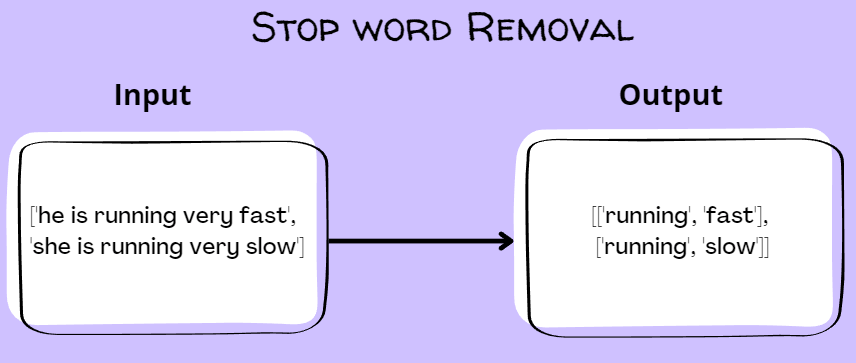 Stop word Removal
Input
Output
['he is running very fast',
'she is running very slow']
[['running', 'fast'],
['running', 'slow']]